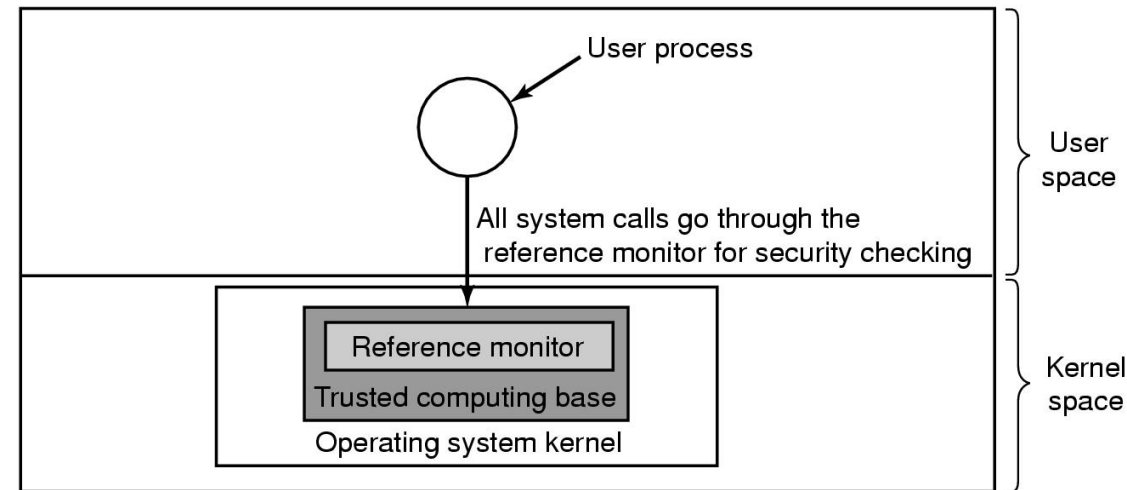 User process
User
space
All system calls go through the
reference monitor for security checking
Reference monitor
Trusted computing base
Operating system kernel
Kernel
space